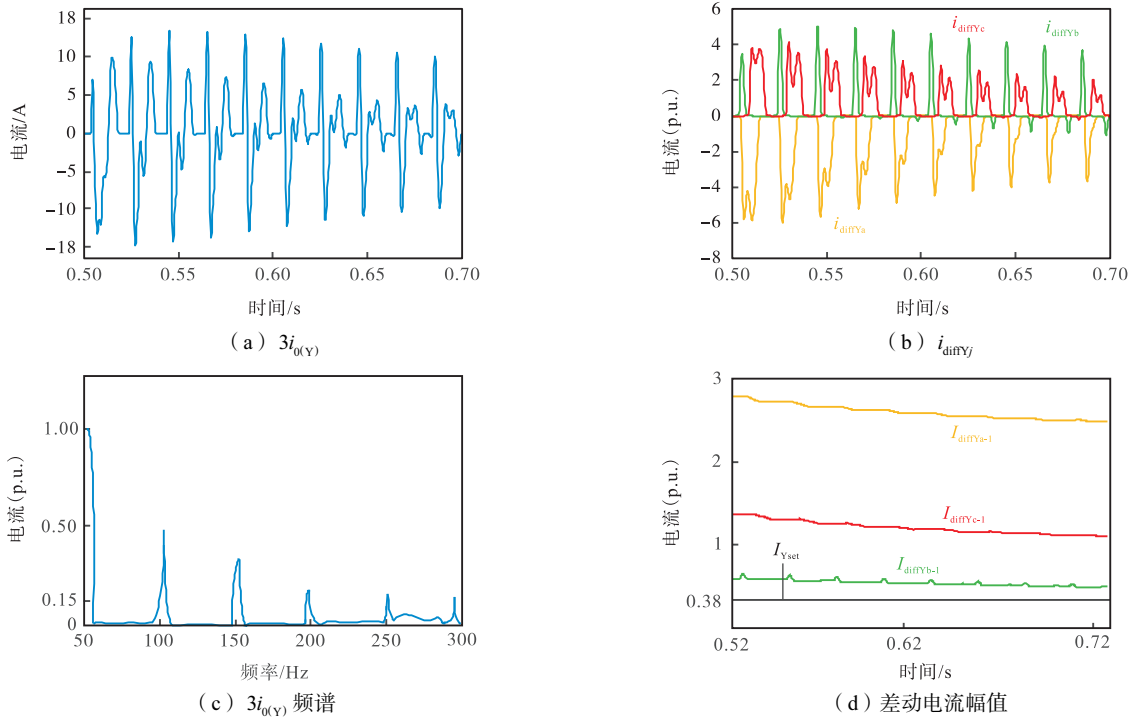 18
10
5
0
−5
−10
−18
电流/A
0.50
0.55
0.60
0.65
0.70
时间/s
(a) 3i0(Y)
6
4
2
0
−2
−4
−6
−8
电流(p.u.)
idiffYc
idiffYb
idiffYa
0.50
0.55
0.60
0.65
0.70
时间/s
(b) idiffYj
1.00
0.50
0.15
0
电流(p.u.)
50
100
150
200
250
300
频率/Hz
(c) 3i0(Y) 频谱
3
2
1
0.38
电流(p.u.)
IdiffYa-1
IdiffYc-1
IYset
IdiffYb-1
0.52
0.62
0.72
时间/s
(d) 差动电流幅值